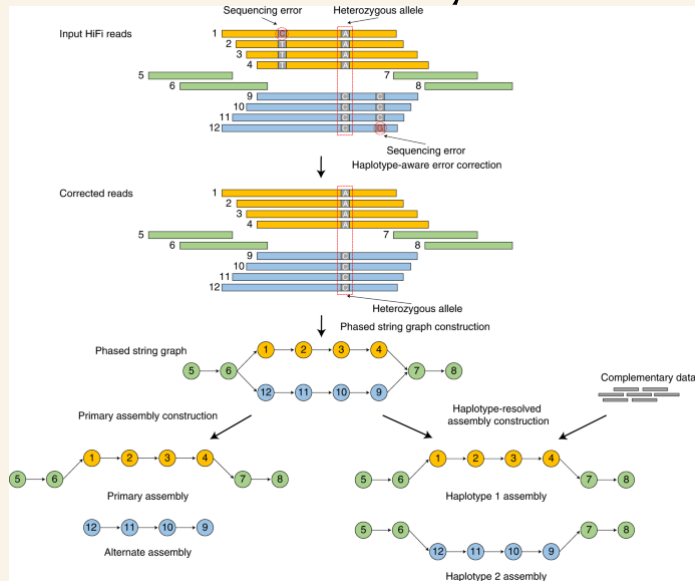 Sequencing error
Heterozygous allele
Input HiFi reads
1 C A
2 T A
3 T A
4 T A
5
7
6
8
9
10
11
12 G
Sequencing error
Haplotype-aware error correction
Corrected reads
1 A
2 A
3 A
4 A
5
7
6
8
9
10
11
12
Heterozygous allele
Phased string graph construction
Phased string graph
1 2 3 4
5 6 7 8
12 11 10 9
Complementary data
Primary assembly construction
Haplotype-resolved
assembly construction
1 2 3 4
5 6 7 8
Primary assembly
12 11 10 9
Alternate assembly
1 2 3 4
5 6 7 8
Haplotype 1 assembly
5 6 7 8
12 11 10 9
Haplotype 2 assembly